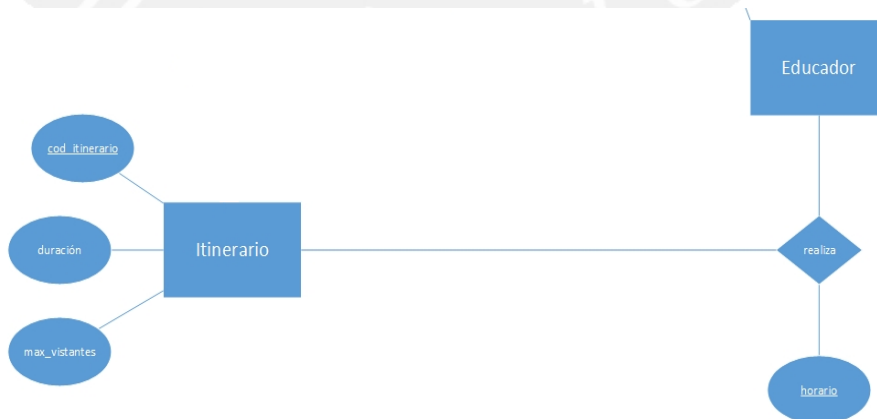 Educador
cod_itinerario
duración
Itinerario
realiza
max_vistantes
horario